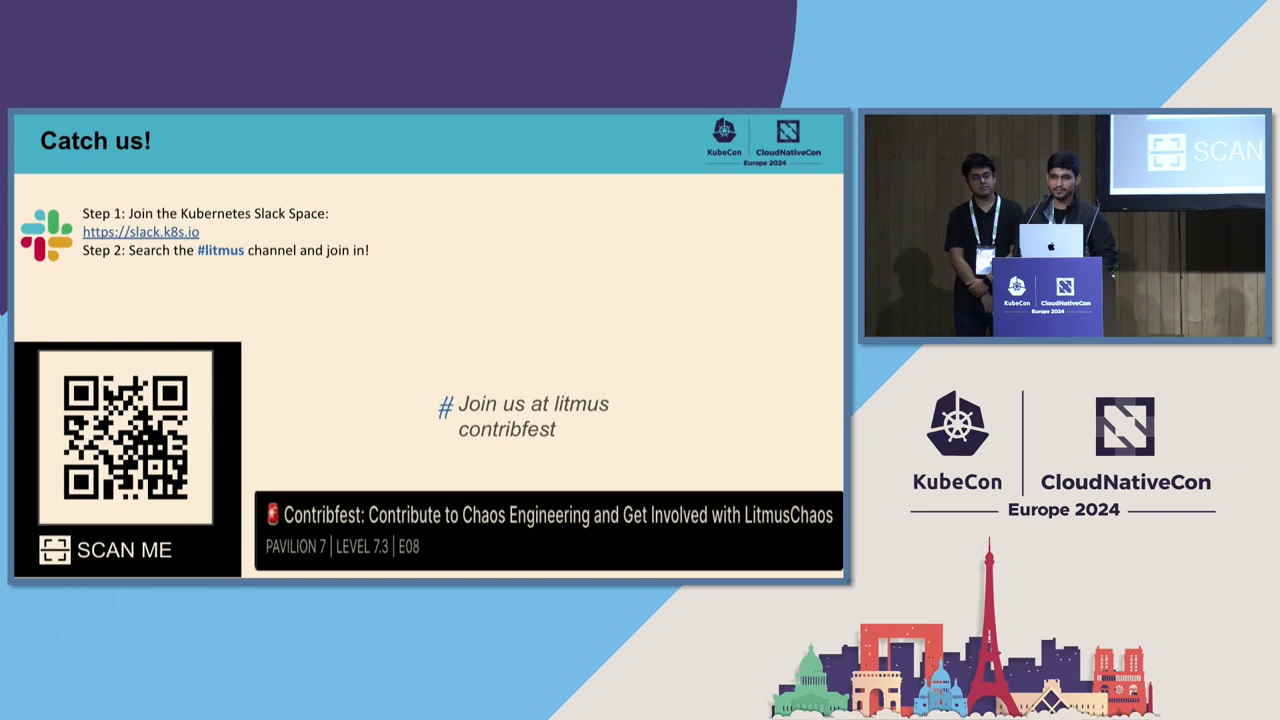 Catch us!
KubeCon
CloudNativeCon
Europe 2024
Step 1: Join the Kubernetes Slack Space:
https://slack.k8s.io
Step 2: Search the #litmus channel and join in!
# Join us at litmus
contribfest
SCAN ME
🚨 Contribfest: Contribute to Chaos Engineering and Get Involved with LitmusChaos
PAVILION 7 | LEVEL 7.3 | E08
SCAN
KubeCon
CloudNativeCon
Europe 2024
KubeCon
CloudNativeCon
Europe 2024